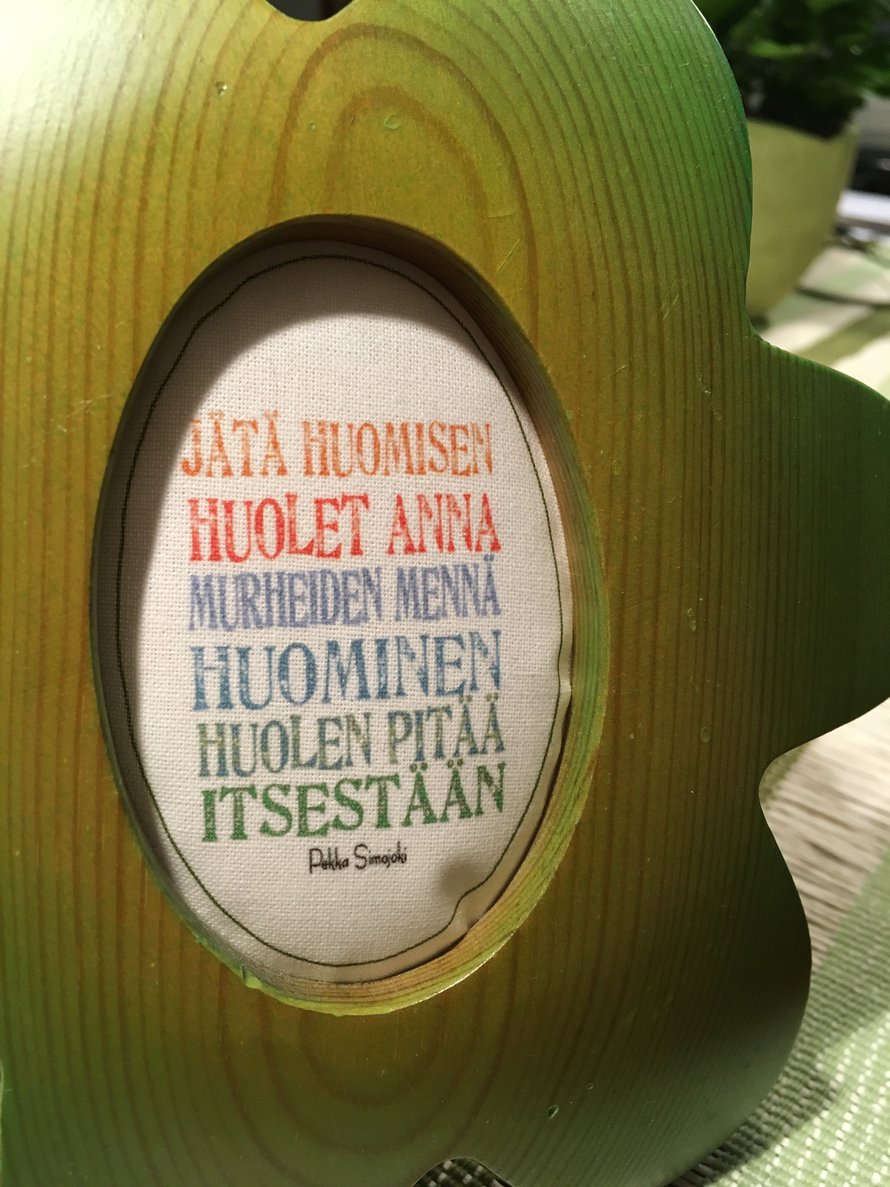 JÄTÄ HUOMISEN
HUOLET ANNA
MURHEIDEN MENNÄ
HUOMINEN
HUOLEN PITÄÄ
ITSESTÄÄN
Pekka Simojoki